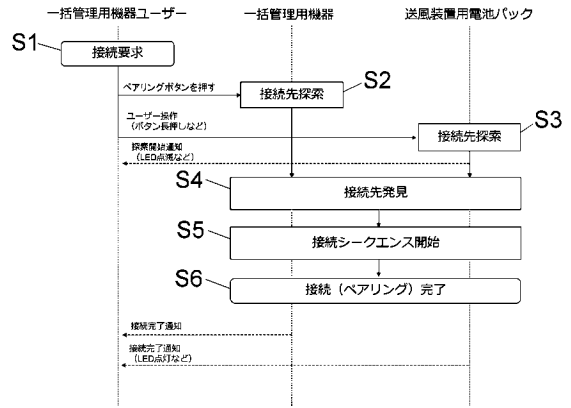 一括管理用機器ユーザー
一括管理用機器
送風装置用電池パック
S1
接続要求
ペアリングボタンを押す
接続先探索
S2
ユーザー操作
(ボタン長押しなど)
接続先探索
S3
探索開始通知
(LED点滅など)
S4
接続先発見
S5
接続シークエンス開始
S6
接続(ペアリング)完了
接続完了通知
接続完了通知
(LED点灯など)